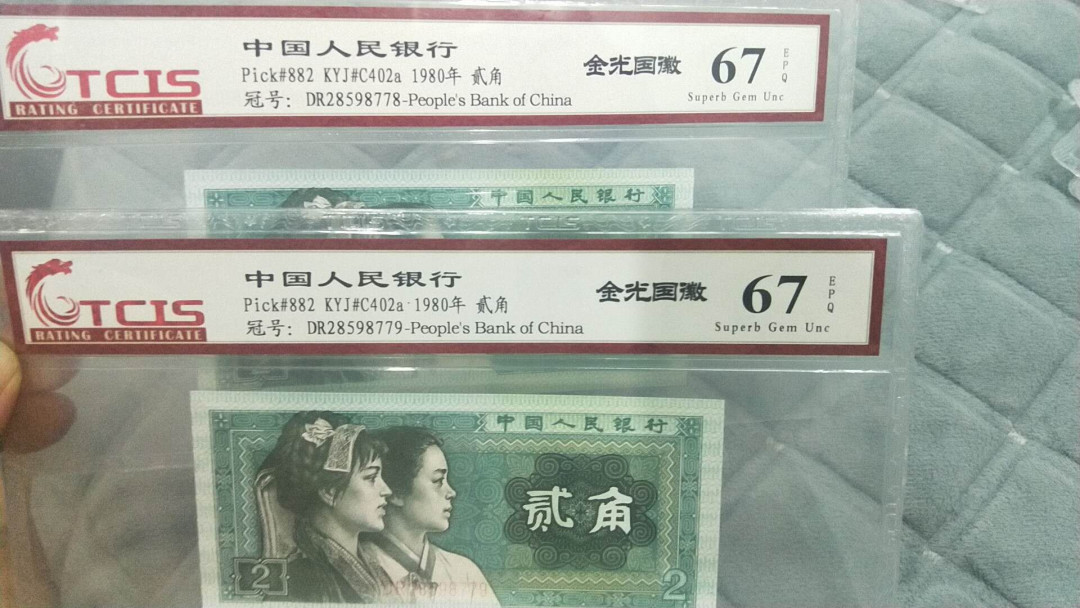 TCIS
RATING CERTIFICATE
中国人民银行
Pick#882 KYJ#C402a 1980年 贰角
冠号: DR28598778-People's Bank of China
金光国徽
67
EPQ
Superb Gem Unc
中国人民银行
TCIS
RATING CERTIFICATE
中国人民银行
Pick#882 KYJ#C402a 1980年 贰角
冠号: DR28598779-People's Bank of China
金光国徽
67
EPQ
Superb Gem Unc
中国人民银行
贰角
2
2